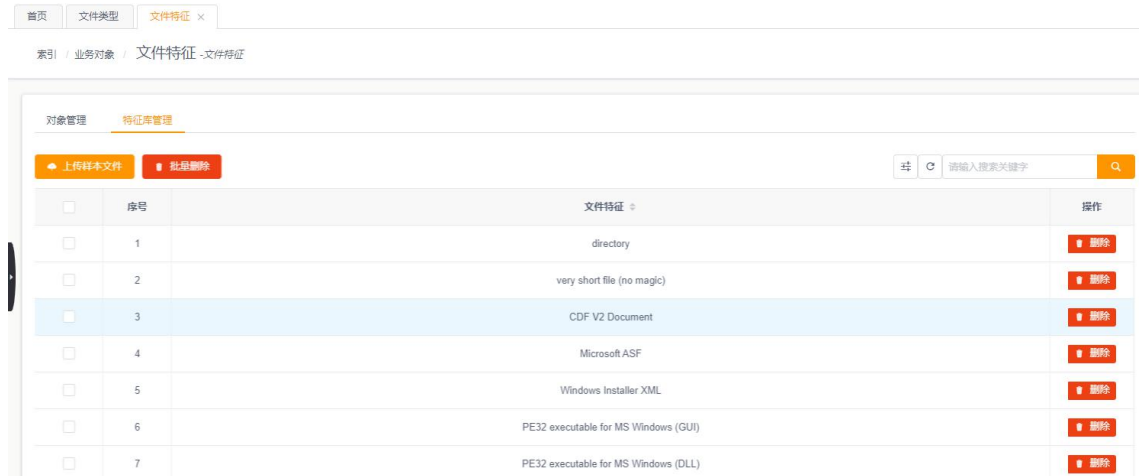 首页 文件类型 文件特征 ×
索引 / 业务对象 / 文件特征 -文件特征
对象管理 特征库管理
上传样本文件 批量删除 请输入搜索关键字
序号 文件特征 操作
1 directory 删除
2 very short file (no magic) 删除
3 CDF V2 Document 删除
4 Microsoft ASF 删除
5 Windows Installer XML 删除
6 PE32 executable for MS Windows (GUI) 删除
7 PE32 executable for MS Windows (DLL) 删除